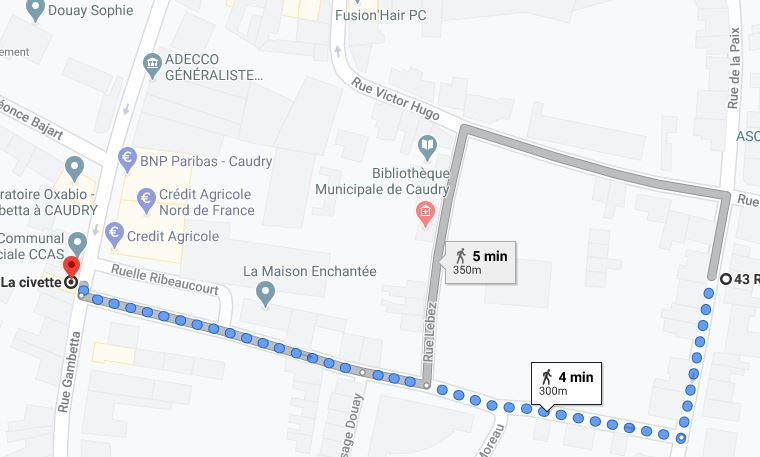 Douay Sophie
Fusion'Hair PC
ement
ADECCO
GÉNÉRALISTE...
Rue de la Paix
Rue Victor Hugo
éonce Bajart
ASC
BNP Paribas - Caudry
Bibliothèque
Municipale de Caudry
ratoire Oxabio -
betta à CAUDRY
Crédit Agricole
Nord de France
Rue
Credit Agricole
Communal
ciale CCAS
5 min
350m
La civette
Ruelle Ribeaucourt
La Maison Enchantée
43 R
Rue Lebez
Rue Gambetta
4 min
300m
sage Douay
Moreau